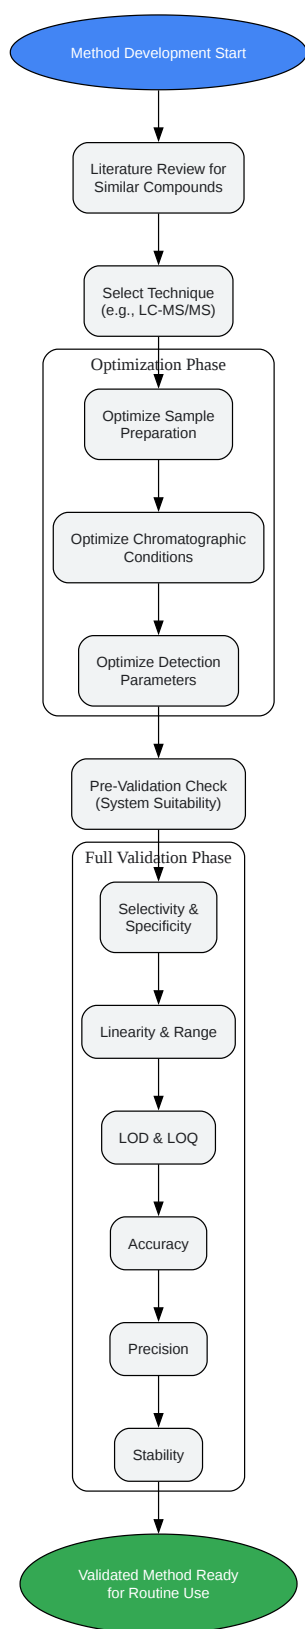 Method Development Start
Literature Review for
Similar Compounds
Select Technique
(e.g., LC-MS/MS)
Optimization Phase
Optimize Sample
Preparation
Optimize Chromatographic
Conditions
Optimize Detection
Parameters
Pre-Validation Check
(System Suitability)
Full Validation Phase
Selectivity &
Specificity
Linearity & Range
LOD & LOQ
Accuracy
Precision
Stability
Validated Method Ready
for Routine Use